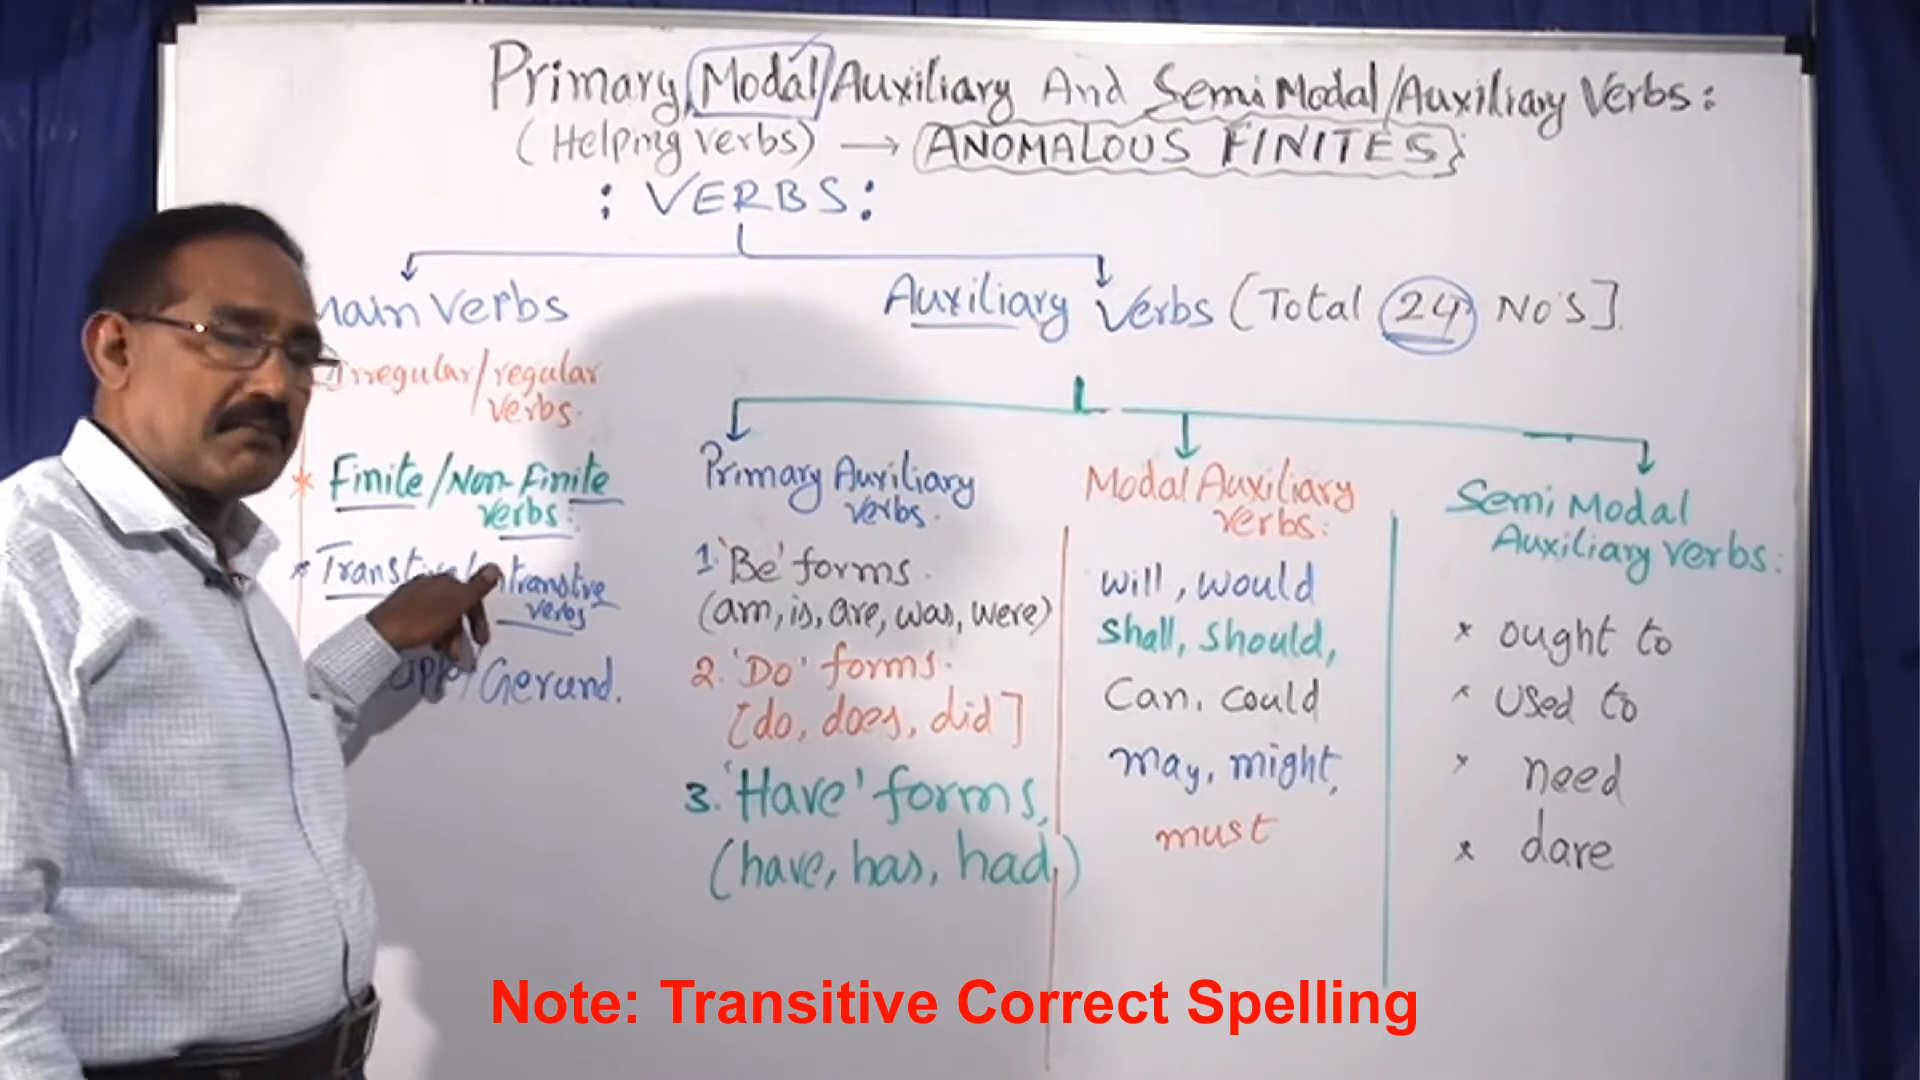 Primary, Modal/Auxiliary And Semi Modal/Auxiliary Verbs:
(Helping verbs) → ANOMALOUS FINITES
: VERBS:
Main Verbs
Auxiliary Verbs (Total 24 NO'S].
Irregular/regular
verbs.
* Finite/Non-Finite
verbs:
* verbs
/Gerund.
Primary Auxiliary
verbs.
1. 'Be' forms.
(am, is, are, was, were)
2. 'Do' forms.
[do, does, did]
3. 'Have' forms,
(have, has, had,)
Modal Auxiliary
verbs:
will, would
shall, should,
Can, could
may, might,
must
Semi Modal
Auxiliary verbs:
* ought to
* used to
* need
* dare
Note: Transitive Correct Spelling